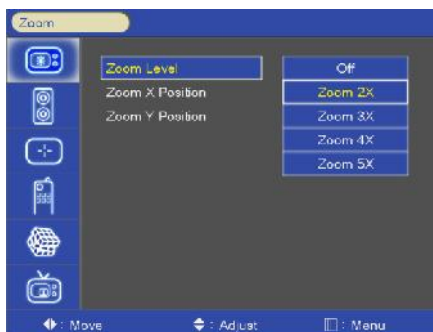 Zoom
Zoom Level Off
Zoom X Position Zoom 2X
Zoom Y Position Zoom 3X
Zoom 4X
Zoom 5X
: Move : Adjust : Menu